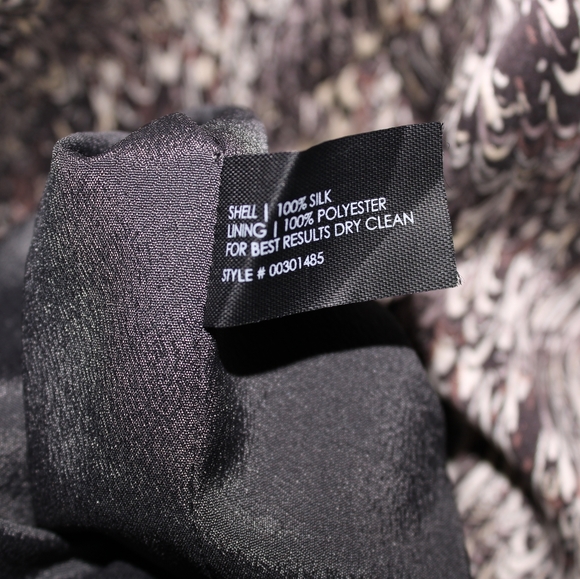 SHELL | 100% SILK
LINING | 100% POLYESTER
FOR BEST RESULTS DRY CLEAN
STYLE # 00301485